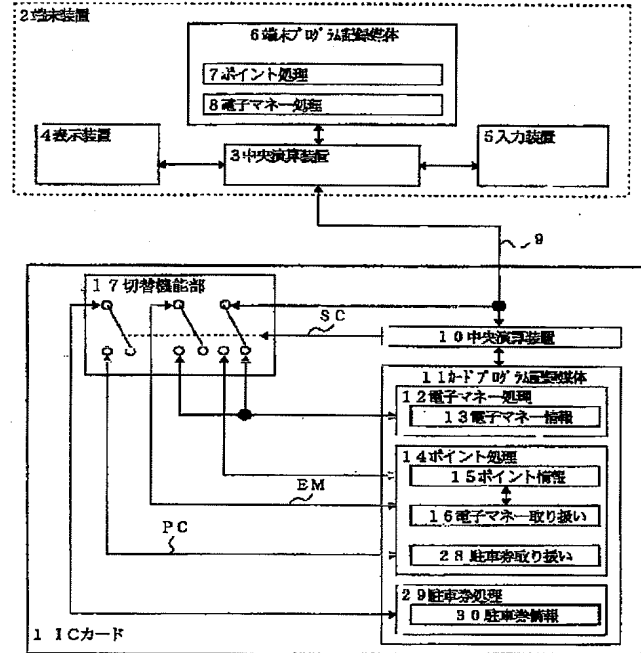 2端末装置
6端末プログラム記録媒体
7ポイント処理
8電子マネー処理
4表示装置
3中央演算装置
5入力装置
9
17切替機能部
SC
10中央演算装置
11カードプログラム記録媒体
12電子マネー処理
13電子マネー情報
14ポイント処理
15ポイント情報
EM
16電子マネー取り扱い
PC
28駐車券取り扱い
29駐車券処理
30駐車券情報
1 ICカード